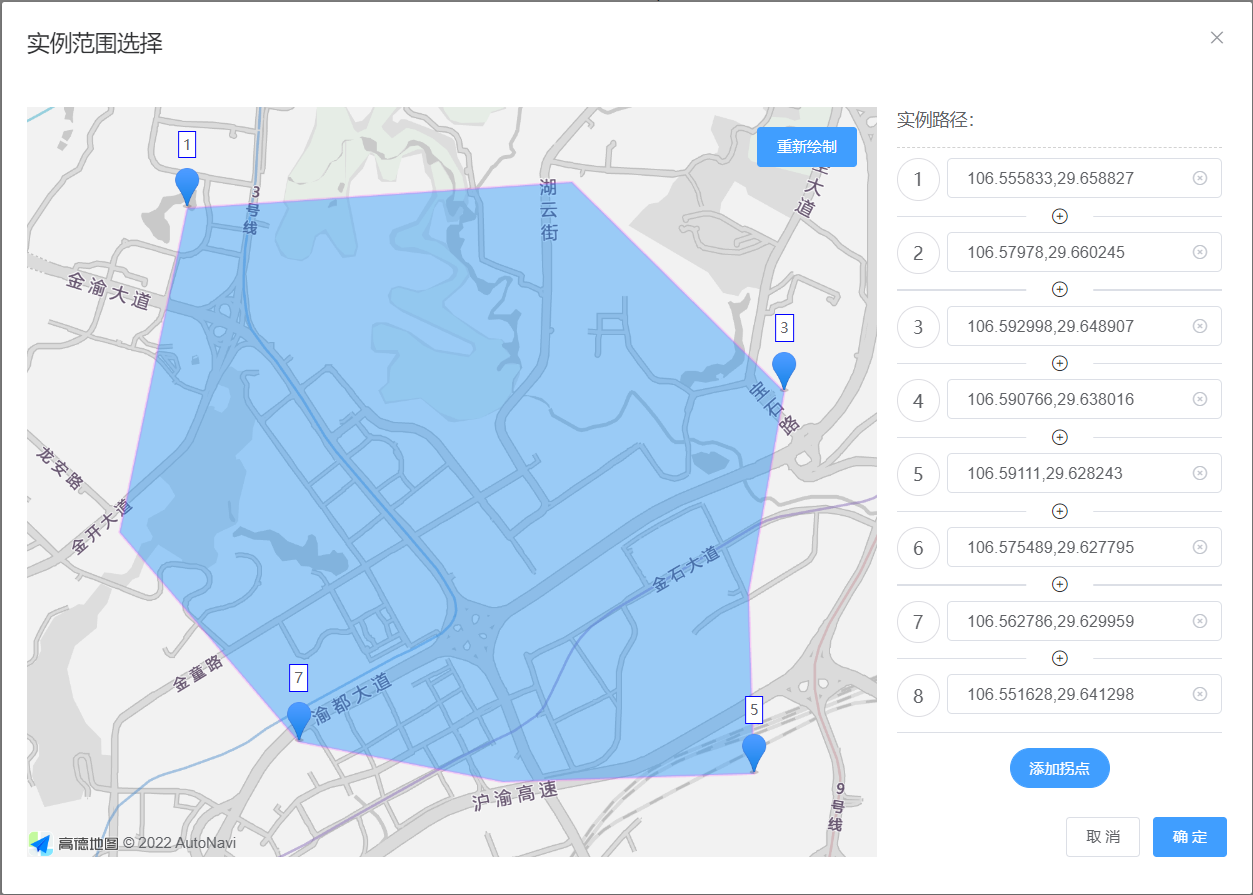 实例范围选择
实例路径:
1
3号线
湖云街
重新绘制
大道
金渝大道
3
宝石路
龙安路
金开大道
金石大道
金童路
7
渝都大道
5
沪渝高速
9号线
高德地图 © 2022 AutoNavi
1
106.555833,29.658827
2
106.57978,29.660245
3
106.592998,29.648907
4
106.590766,29.638016
5
106.59111,29.628243
6
106.575489,29.627795
7
106.562786,29.629959
8
106.551628,29.641298
添加拐点
取 消
确 定